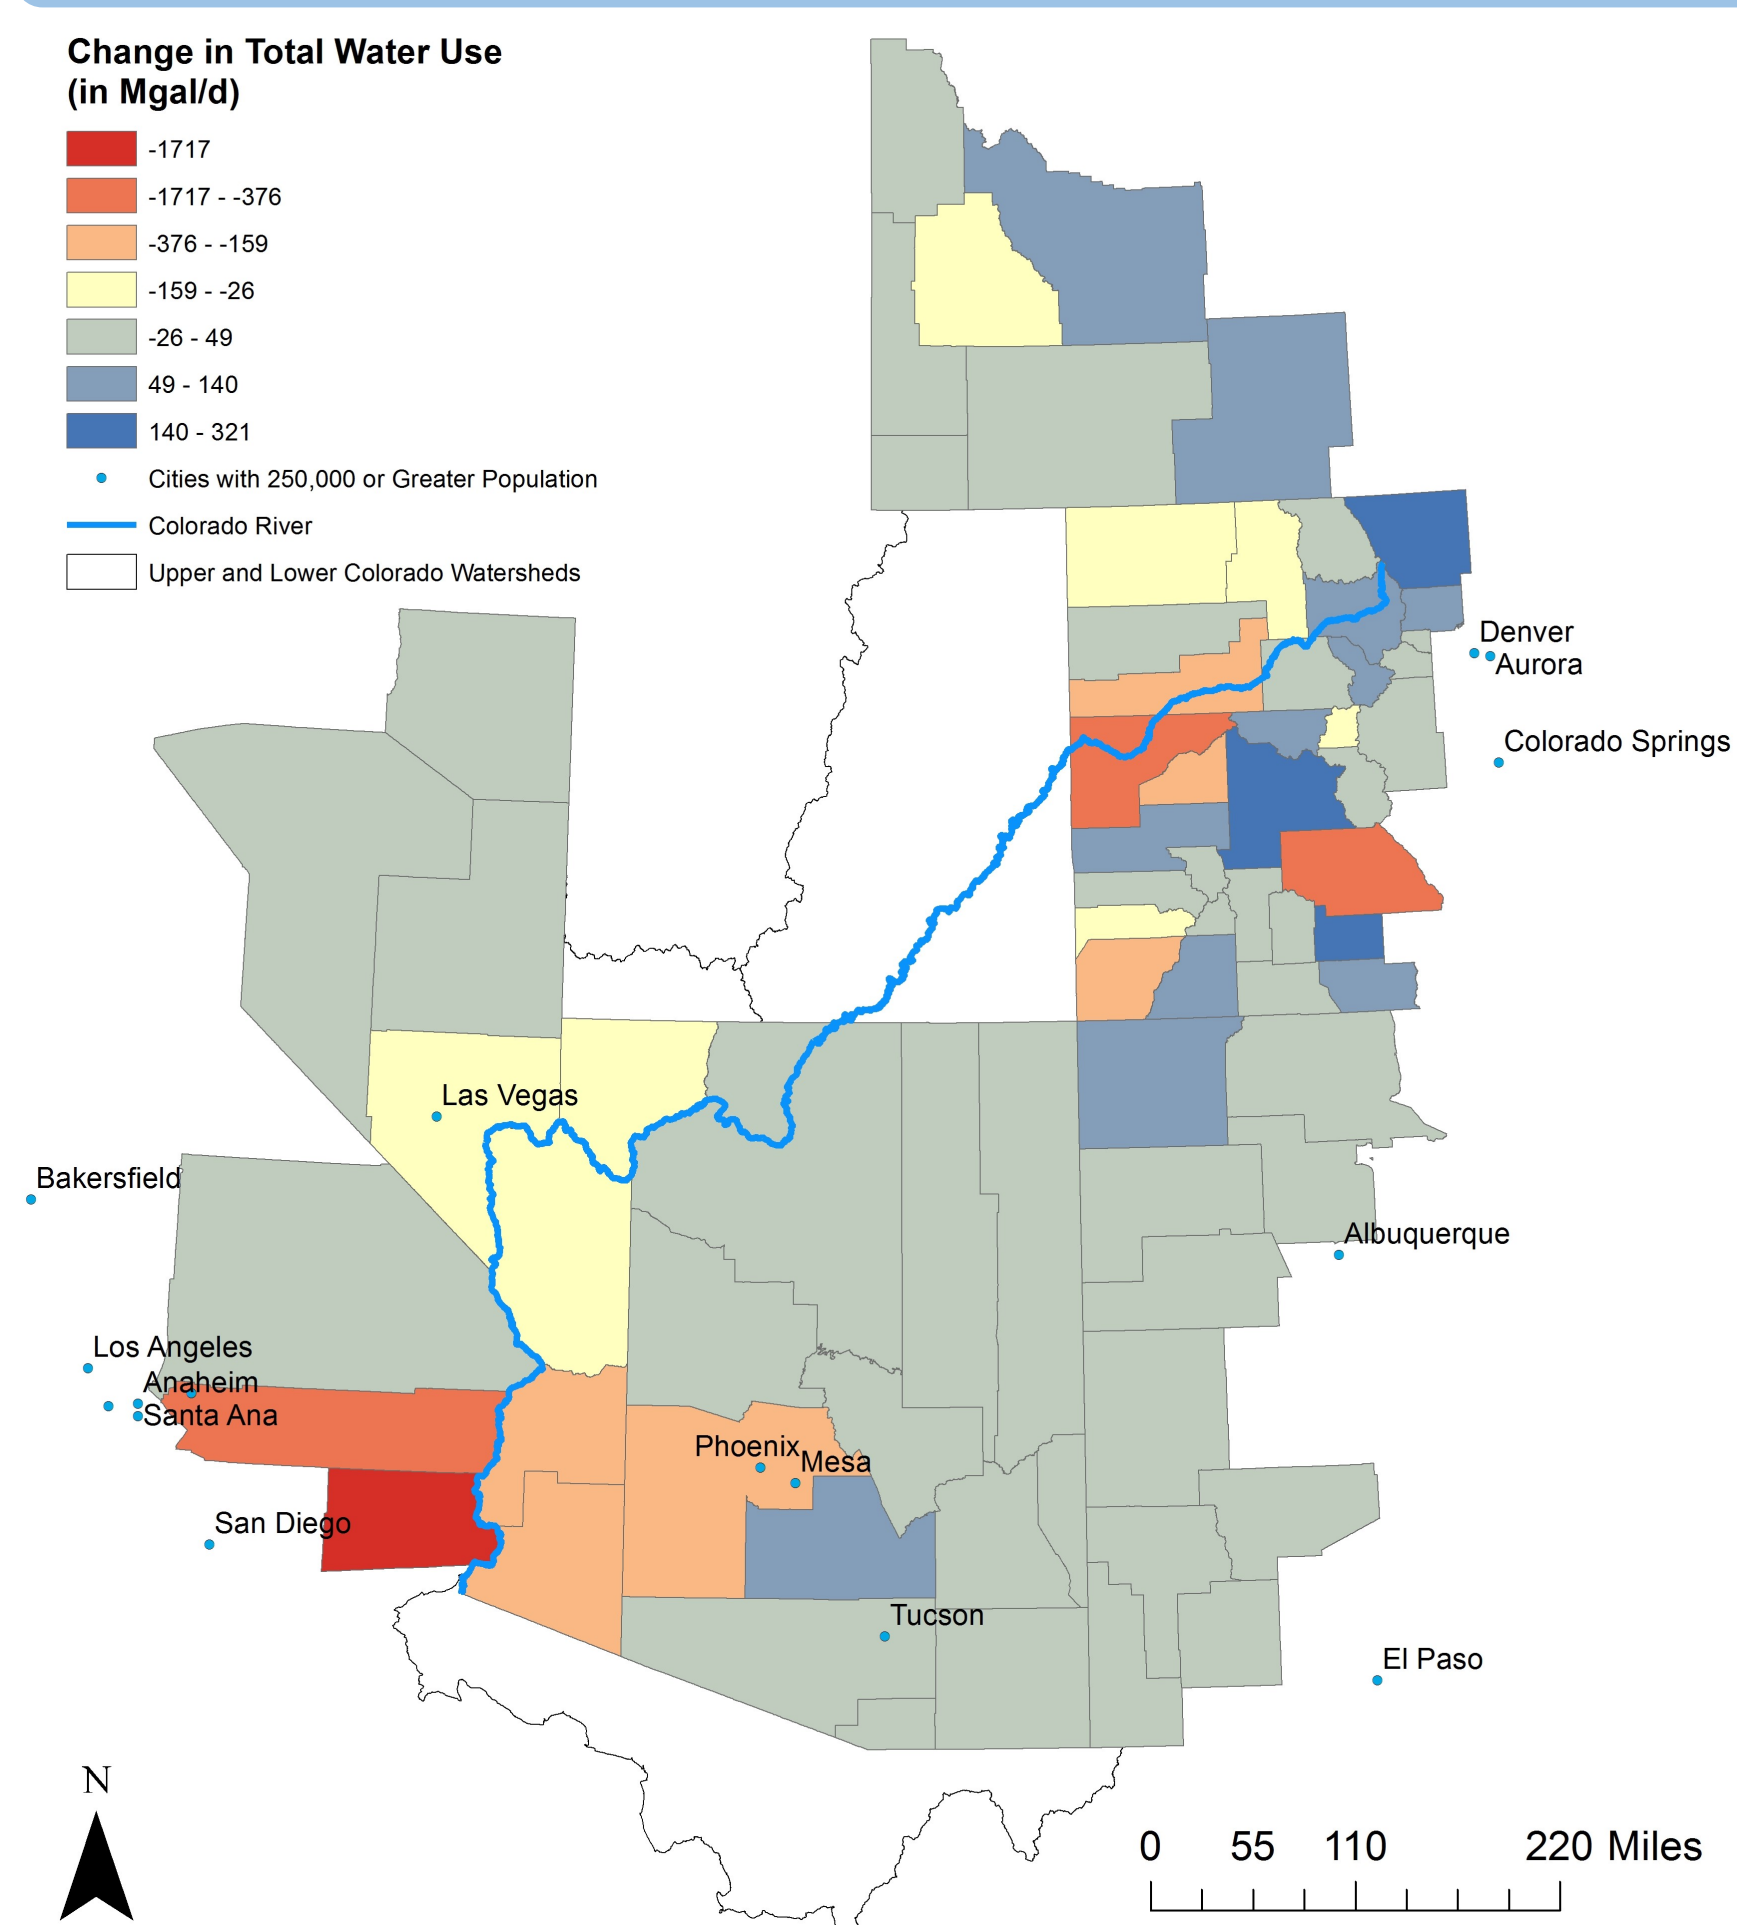 Change in Total Water Use
(in Mgal/d)
-1717
-1717 - -376
-376 - -159
-159 - -26
-26 - 49
49 - 140
140 - 321
Cities with 250,000 or Greater Population
Colorado River
Upper and Lower Colorado Watersheds
Denver
Aurora
Colorado Springs
Las Vegas
Bakersfield
Albuquerque
Los Angeles
Anaheim
Santa Ana
Phoenix
Mesa
San Diego
Tucson
El Paso
N
0 55 110 220 Miles